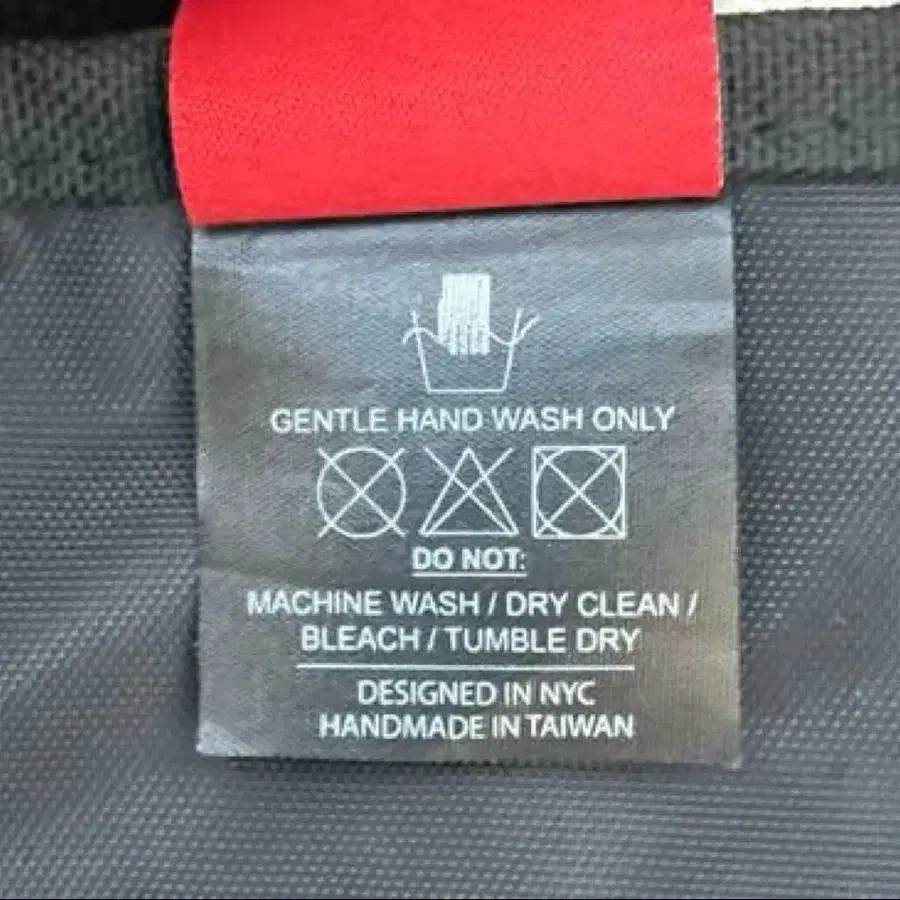 GENTLE HAND WASH ONLY
DO NOT:
MACHINE WASH / DRY CLEAN /
BLEACH / TUMBLE DRY
DESIGNED IN NYC
HANDMADE IN TAIWAN